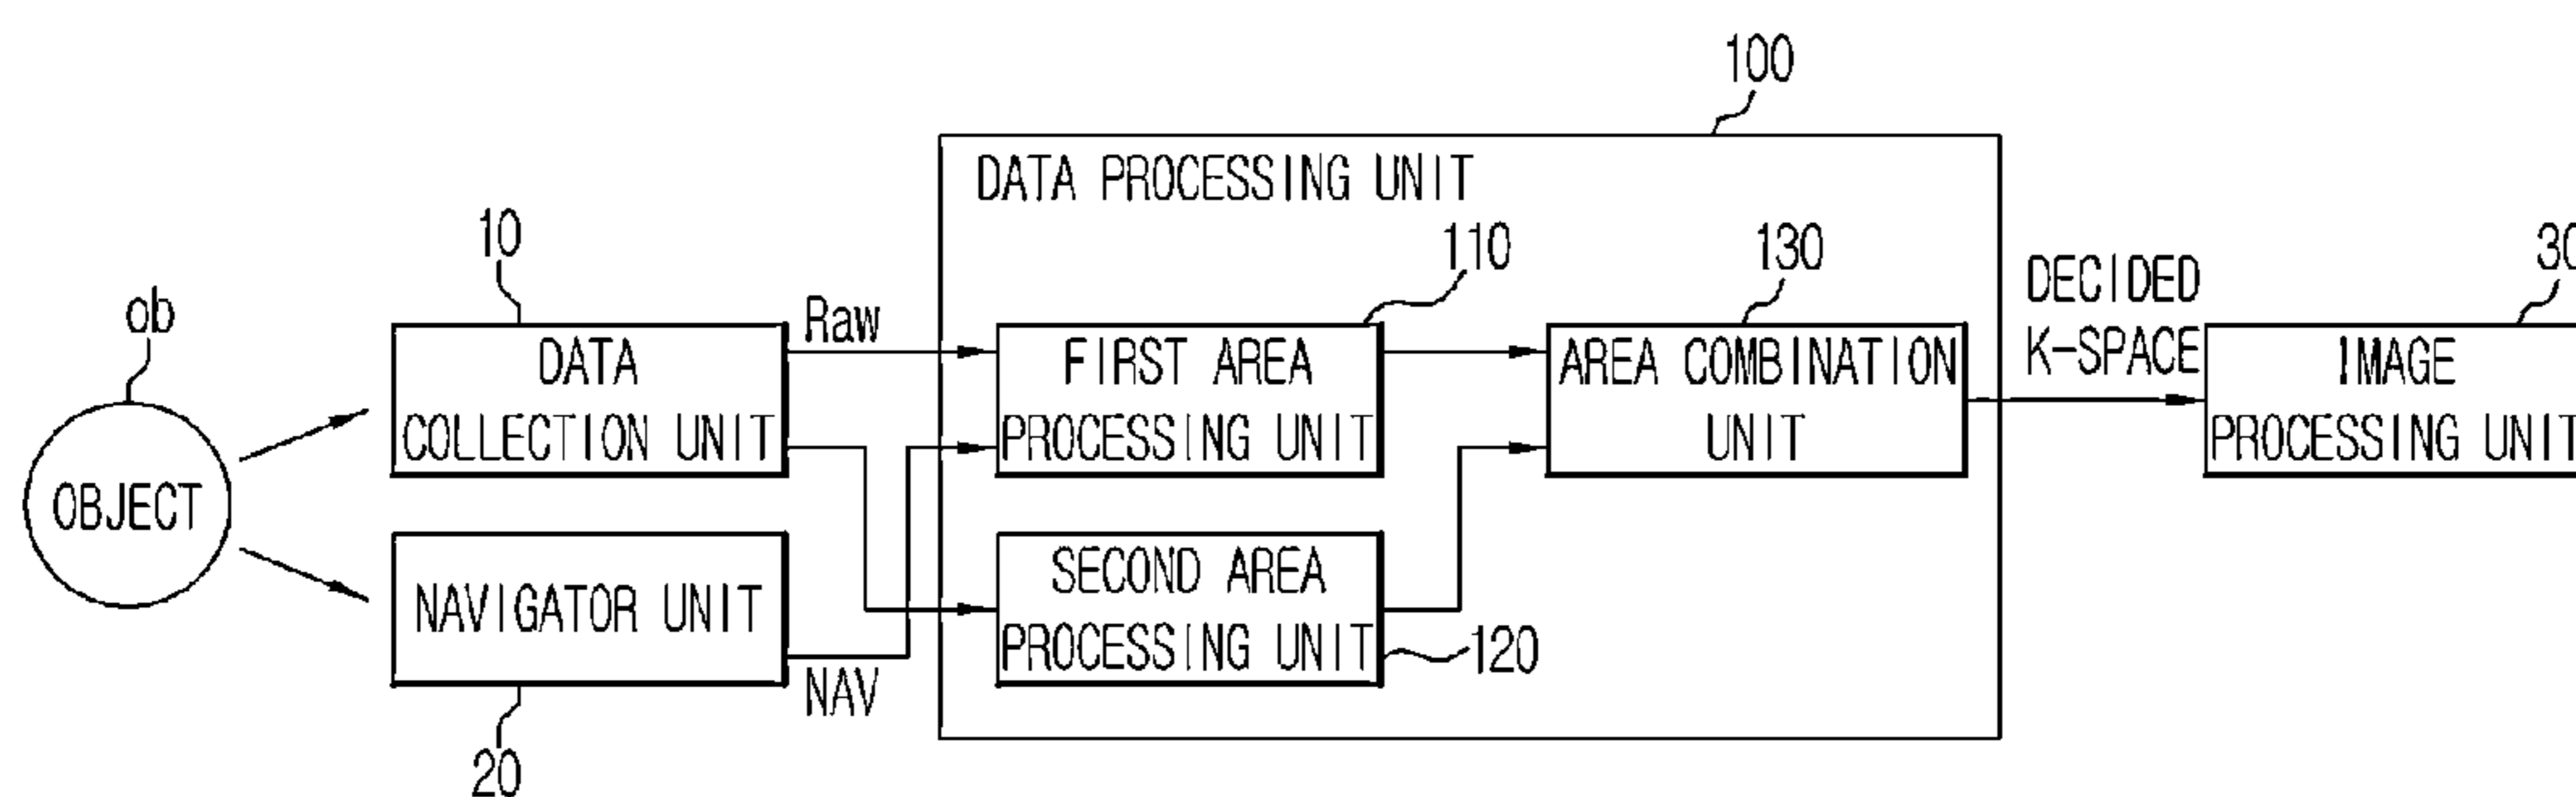 100
DATA PROCESSING UNIT
10
110
130
30
ob
Raw
DECIDED
K-SPACE
DATA
COLLECTION UNIT
FIRST AREA
PROCESSING UNIT
AREA COMBINATION
UNIT
IMAGE
PROCESSING UNIT
OBJECT
NAVIGATOR UNIT
SECOND AREA
PROCESSING UNIT
120
NAV
20